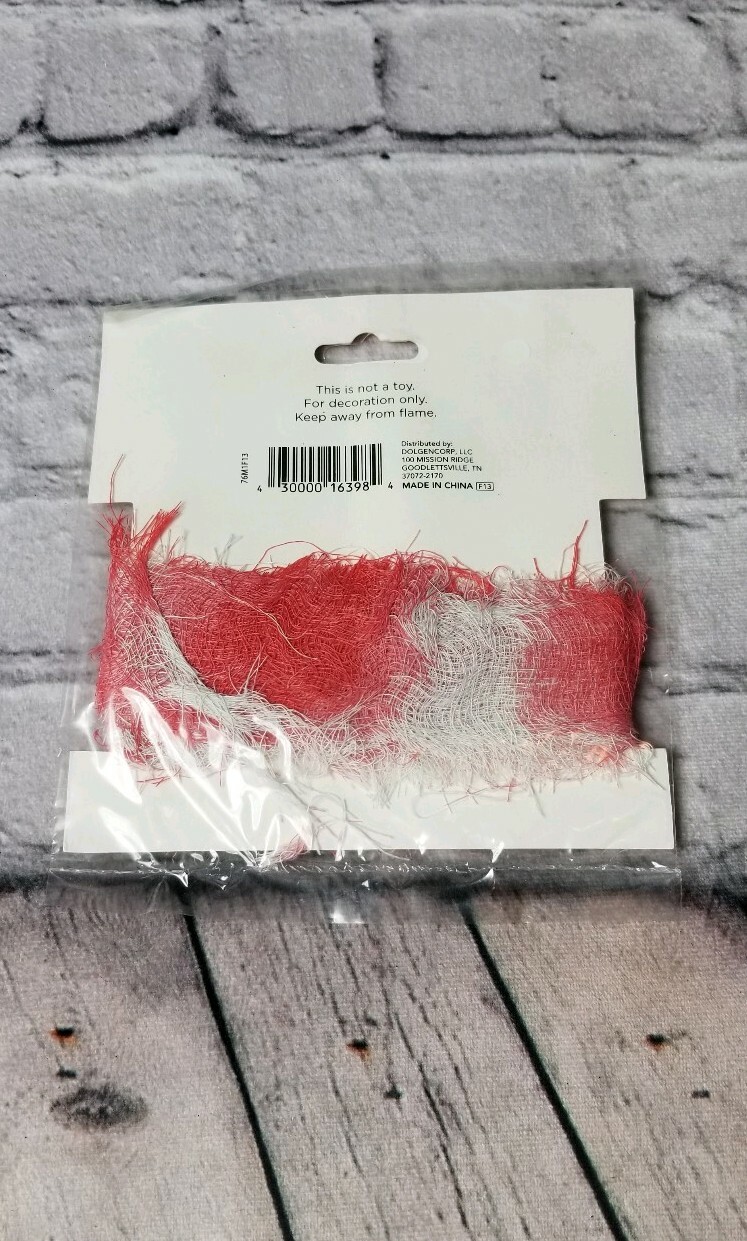 This is not a toy.
For decoration only.
Keep away from flame.
76M1F13
4 30000 16398 4
Distributed by:
DOLGENCORP, LLC
100 MISSION RIDGE
GOODLETTSVILLE, TN
37072-2170
MADE IN CHINA F13